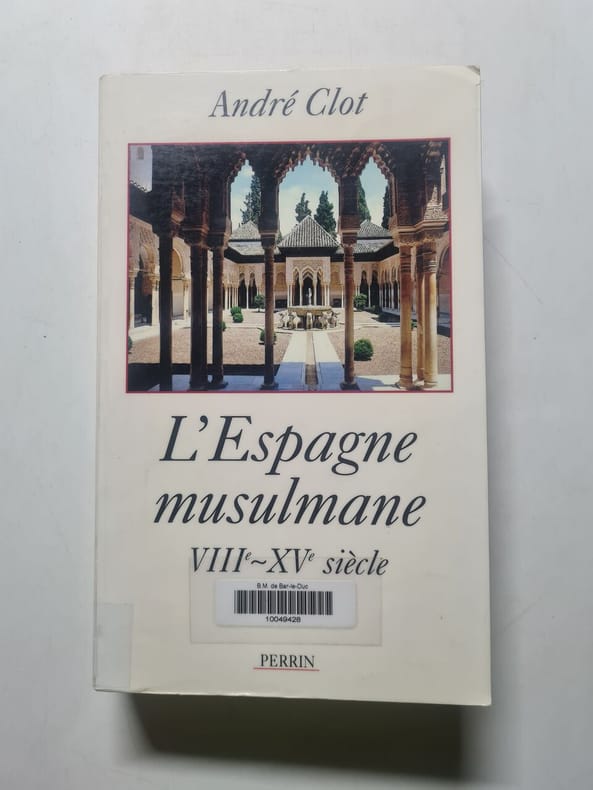 André Clot
L'Espagne
musulmane
VIIIe~XVe siècle
B.M. de Bar-le-Duc
10049428
PERRIN